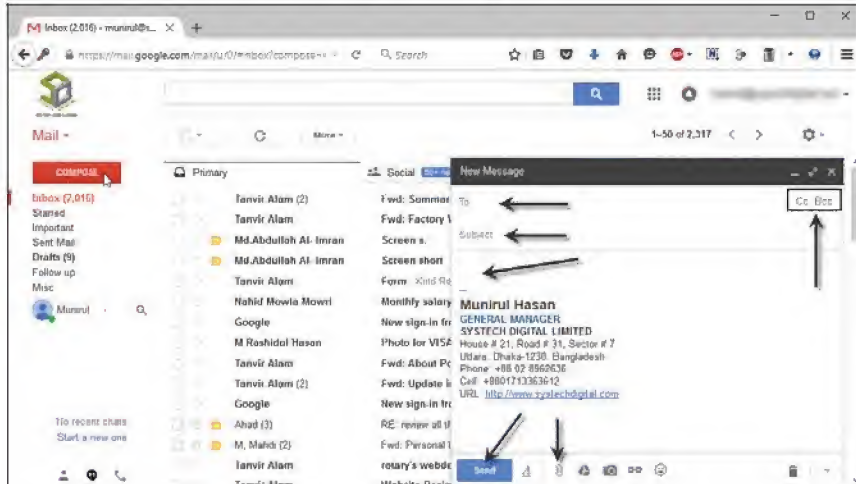 Inbox (2,016) - munirul@s...
https://mail.google.com/mail/u/0/#inbox?compose=
Search
Mail
More
1–50 of 2,317
COMPOSE
Primary
Social
New Message
Inbox (2,016)
Starred
Important
Sent Mail
Drafts (9)
Follow up
Misc
Munirul
Tanvir Alam (2)
Fwd: Summar
Tanvir Alam
Fwd: Factory
Md.Abdullah Al- Imran
Screen s.
Md.Abdullah Al- Imran
Screen short
Tanvir Alam
Form
Nahid Mowla Mowri
Monthly salary
Google
New sign-in fr
M Rashidul Hasan
Photo for VISA
Tanvir Alam
Fwd: About Po
Tanvir Alam (2)
Fwd: Update
Google
New sign-in fr
Ahad (3)
RE: review all
M, Mahdi (2)
Fwd: Personal
Tanvir Alam
rotary's webde
To
Cc Bcc
Subject
--
Munirul Hasan
GENERAL MANAGER
SYSTECH DIGITAL LIMITED
House # 21, Road # 31, Sector # 7
Uttara, Dhaka-1230, Bangladesh
Phone: +88 02 8962636
Cell: +8801713363612
URL: http://www.systechdigital.com
Send
No recent chats
Start a new one